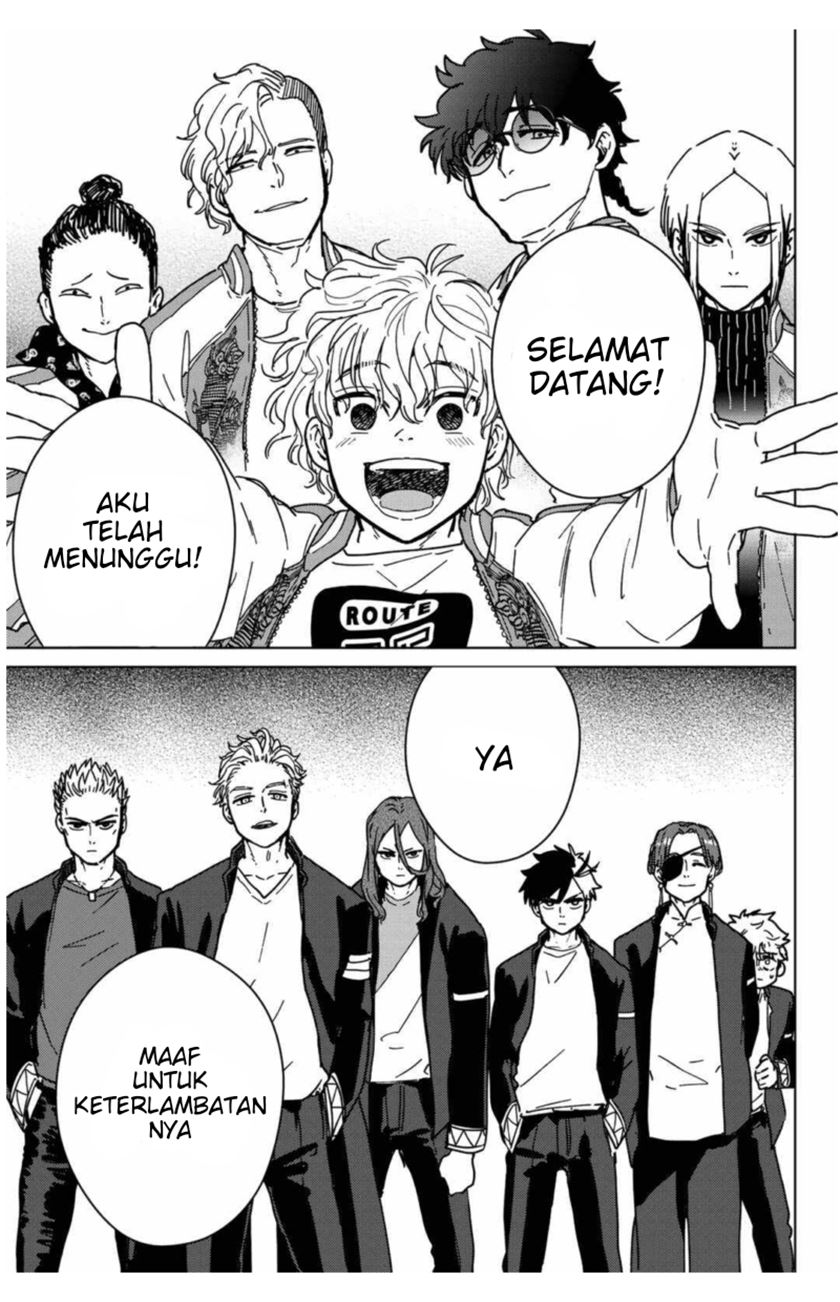 SELAMAT
DATANG!
AKU
TELAH
MENUNGGU!
ROUTE
YA
MAAF
UNTUK
KETERLAMBATAN
NYA